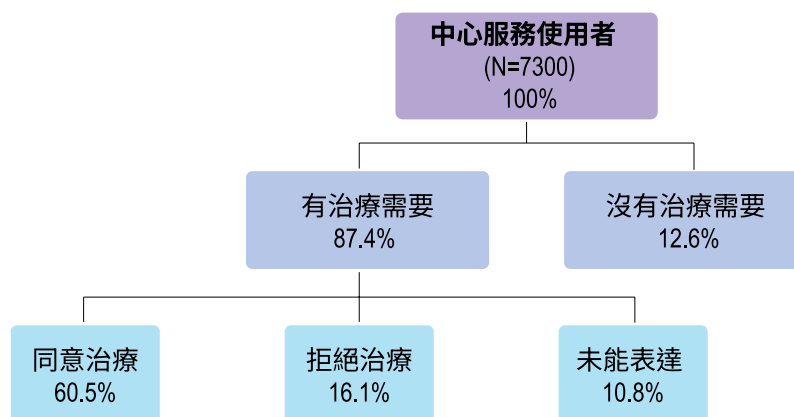 中心服務使用者
(N=7300)
100%
有治療需要
87.4%
沒有治療需要
12.6%
同意治療
60.5%
拒絕治療
16.1%
未能表達
10.8%